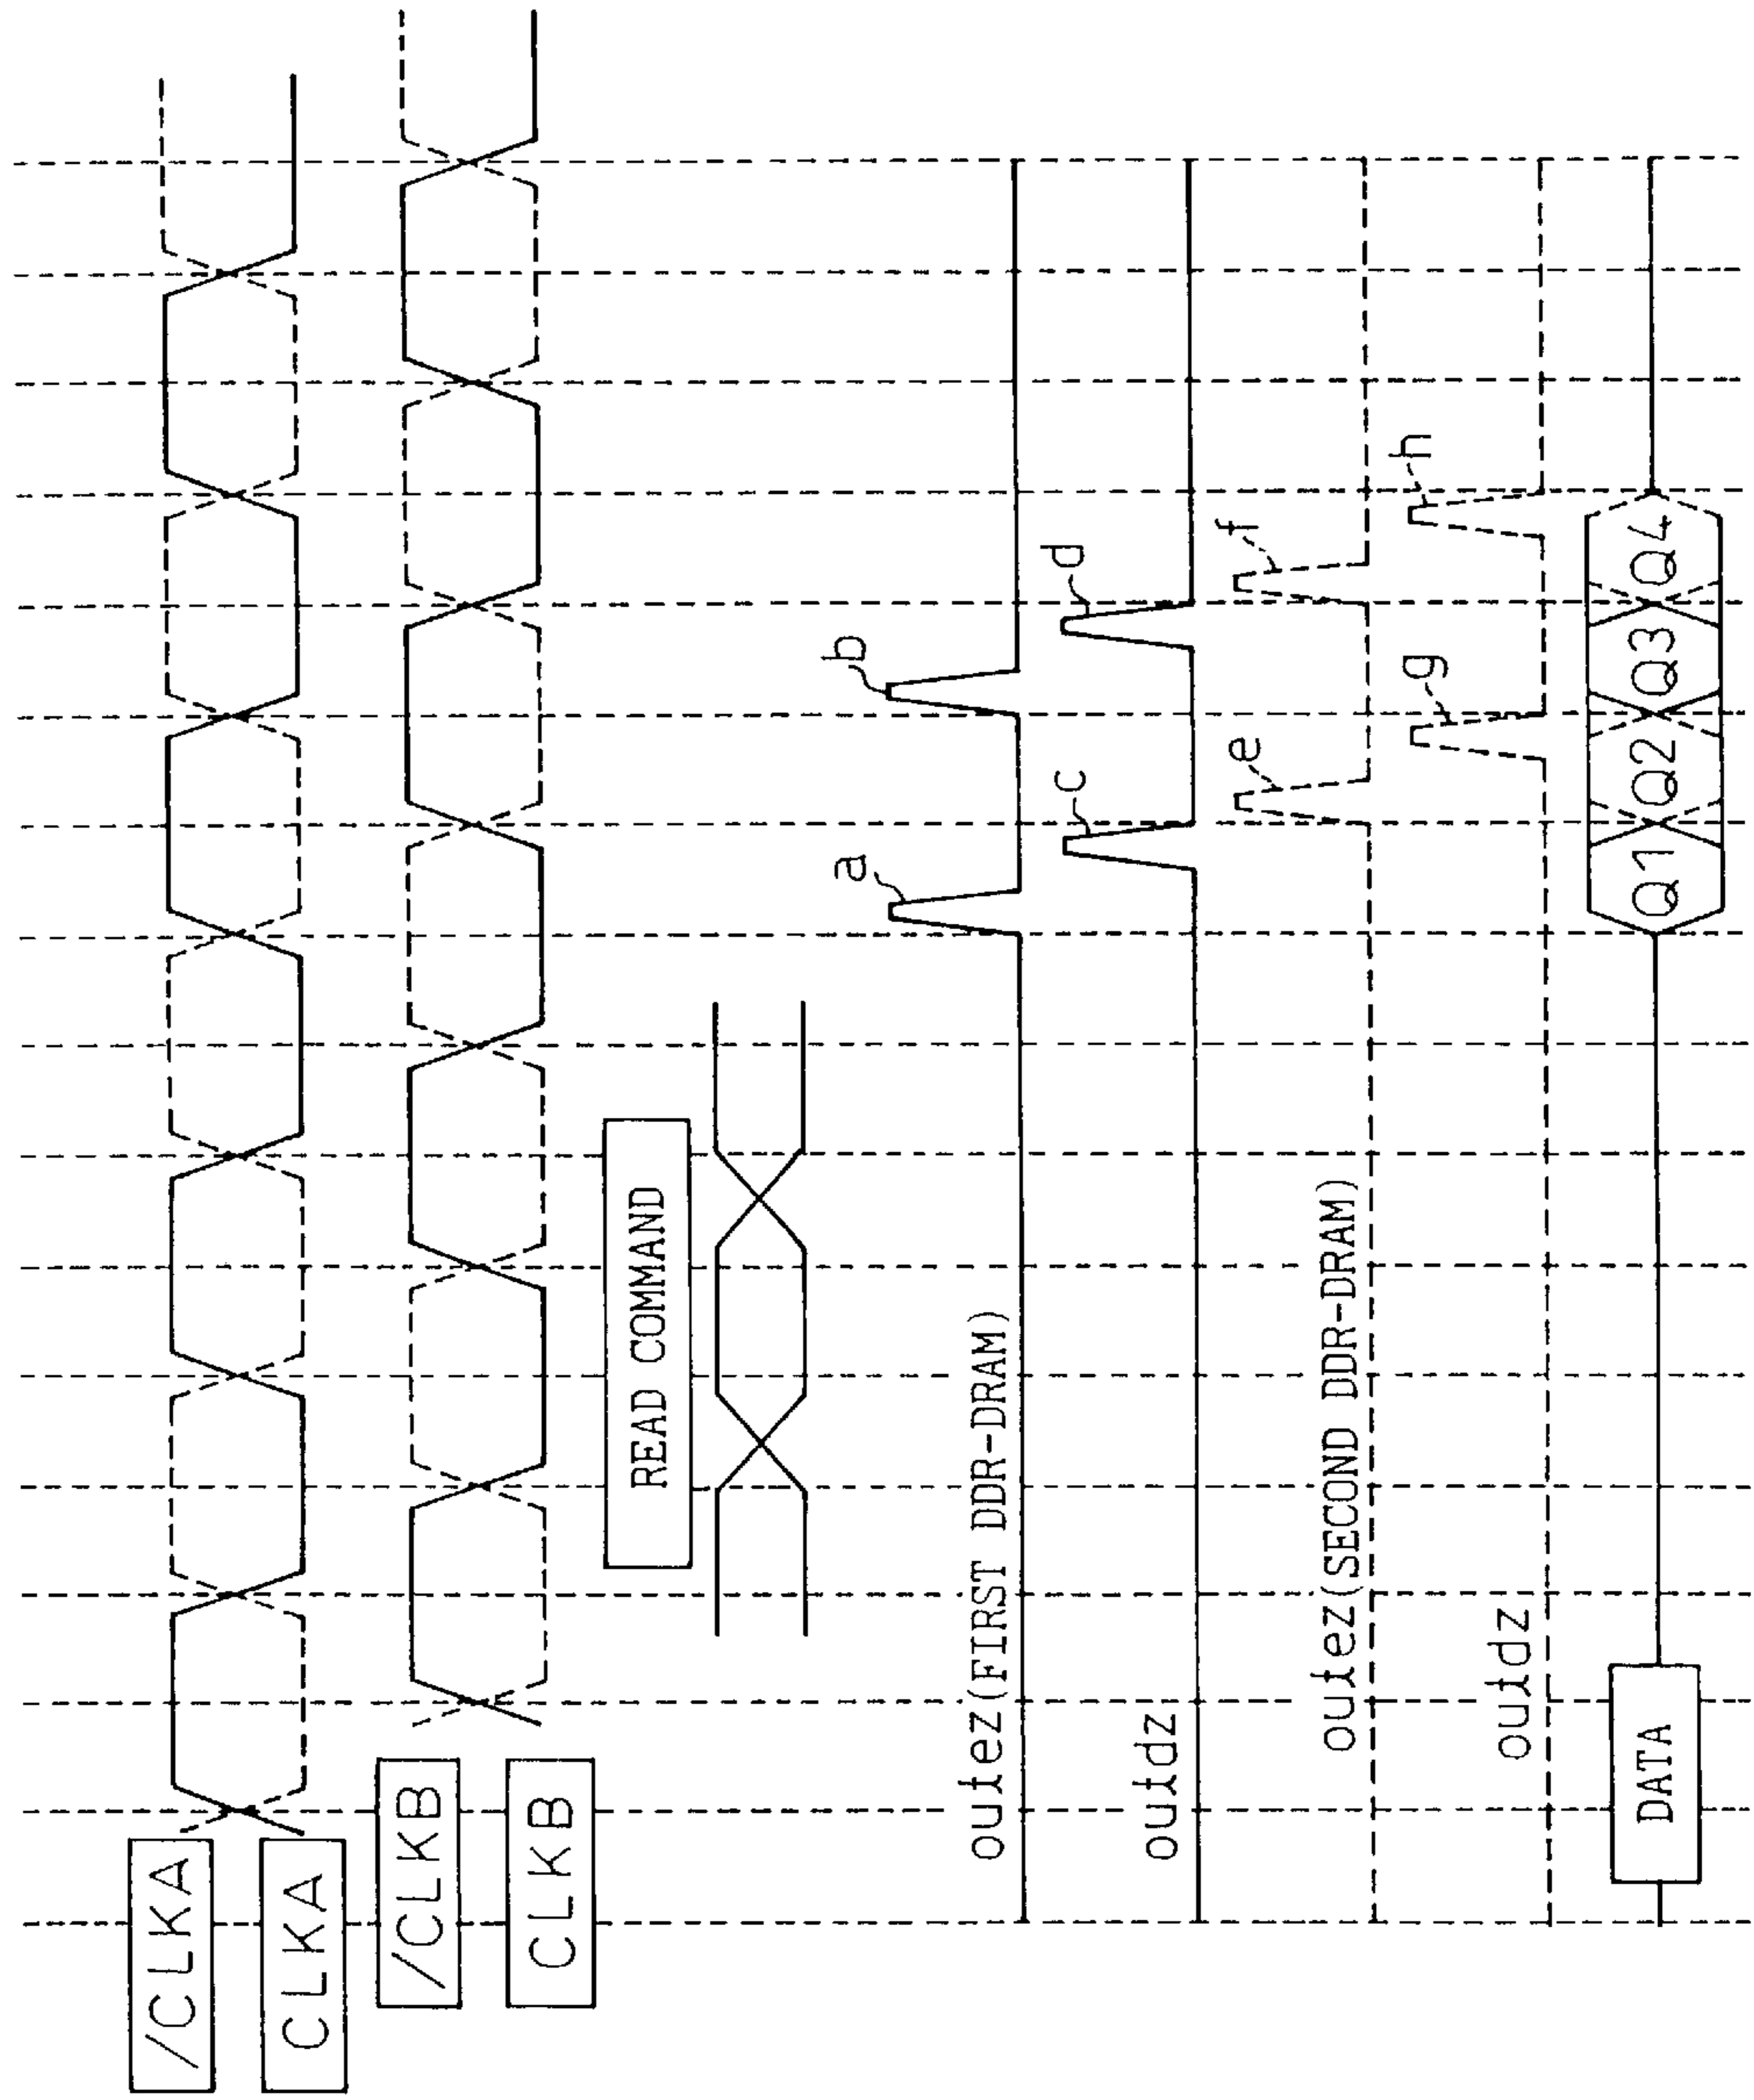 /CLKA
CLKA
/CLKB
CLKB
READ COMMAND
outez(FIRST DDR-DRAM)
a
b
outdz
c
d
outez(SECOND DDR-DRAM)
e
f
outdz
g
h
DATA
Q1 Q2 Q3 Q4